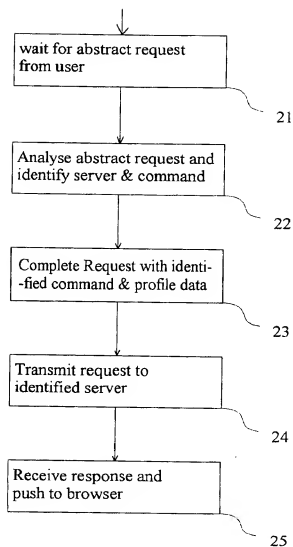 wait for abstract request
from user
21
Analyse abstract request and
identify server & command
22
Complete Request with identi-
-fied command & profile data
23
Transmit request to
identified server
24
Receive response and
push to browser
25